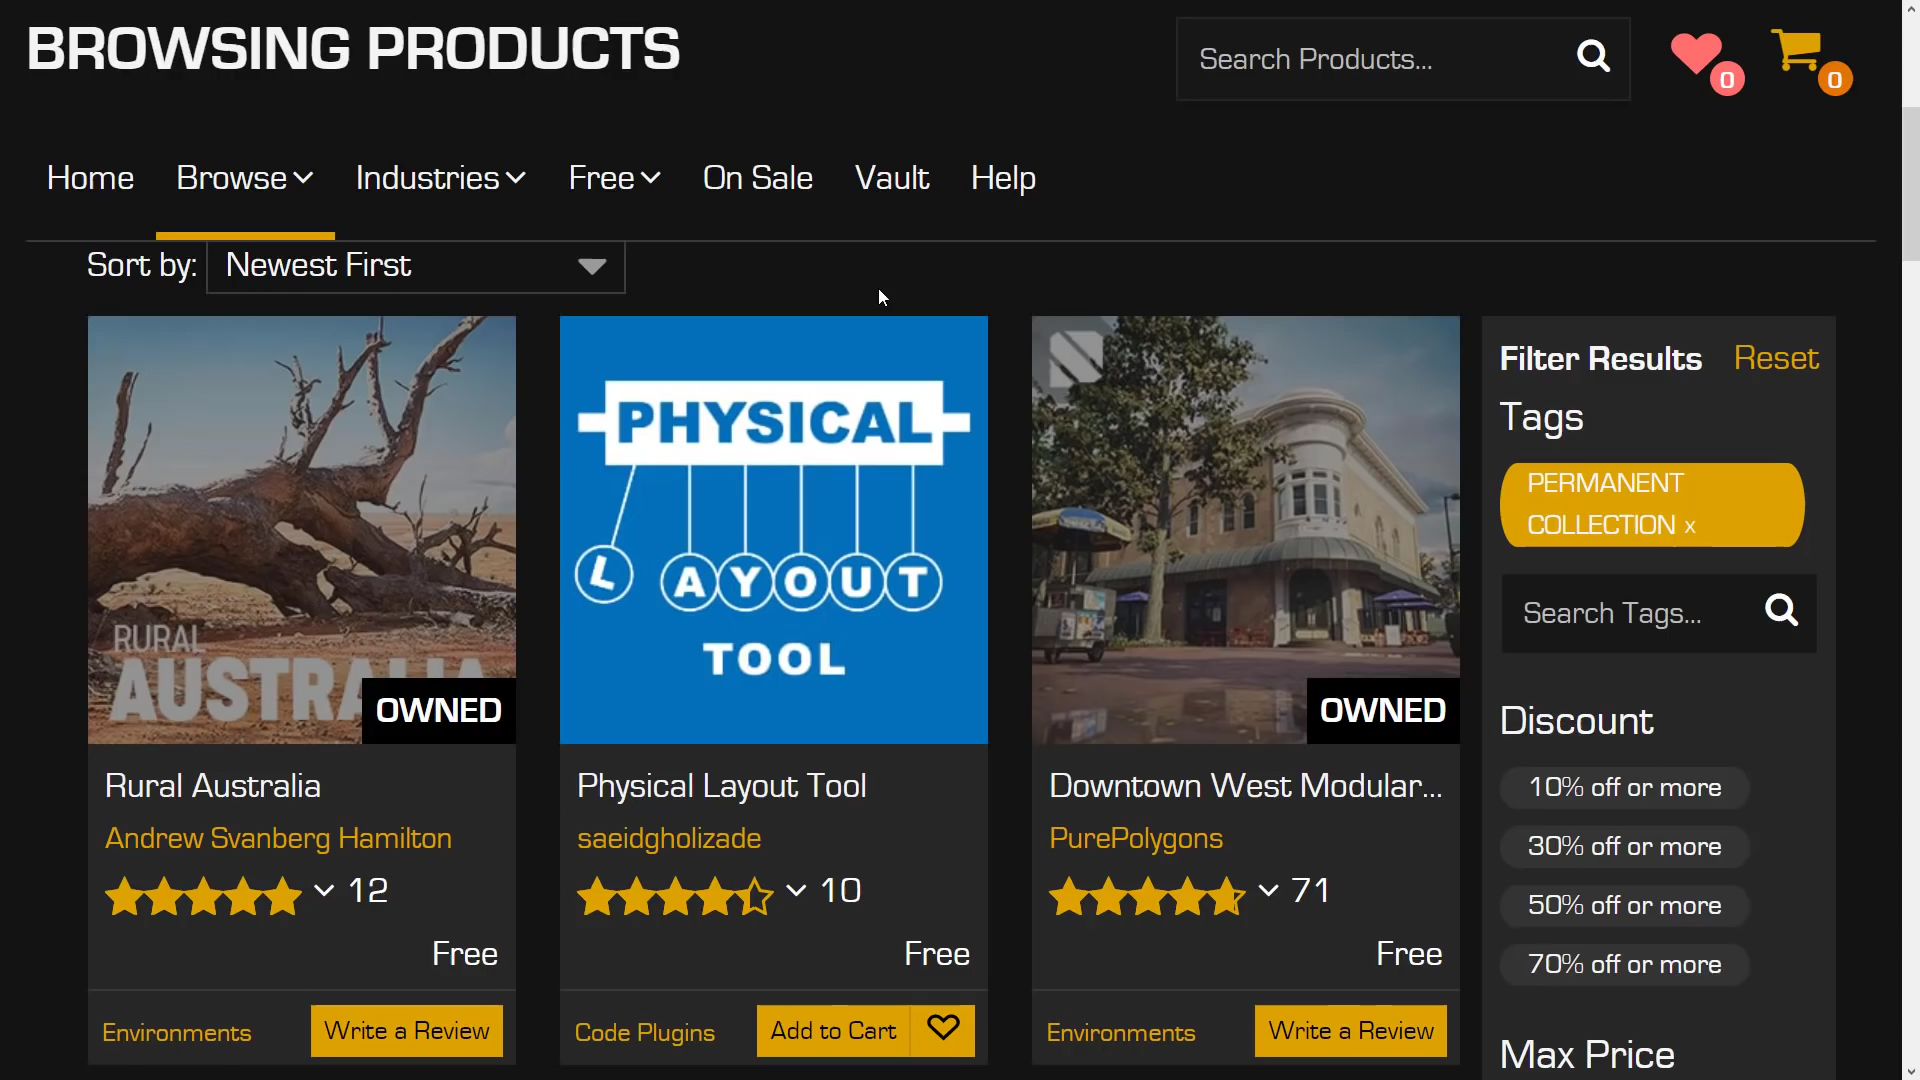 BROWSING PRODUCTS
Search Products...
0
0
Home
Browse
Industries
Free
On Sale
Vault
Help
Sort by:
Newest First
RURAL
AUSTRA
OWNED
Rural Australia
Andrew Svanberg Hamilton
12
Free
Environments
Write a Review
PHYSICAL
LAYOUT
TOOL
Physical Layout Tool
saeidgholizade
10
Free
Code Plugins
Add to Cart
OWNED
Downtown West Modular...
PurePolygons
71
Free
Environments
Write a Review
Filter Results
Reset
Tags
PERMANENT
COLLECTION x
Search Tags...
Discount
10% off or more
30% off or more
50% off or more
70% off or more
Max Price